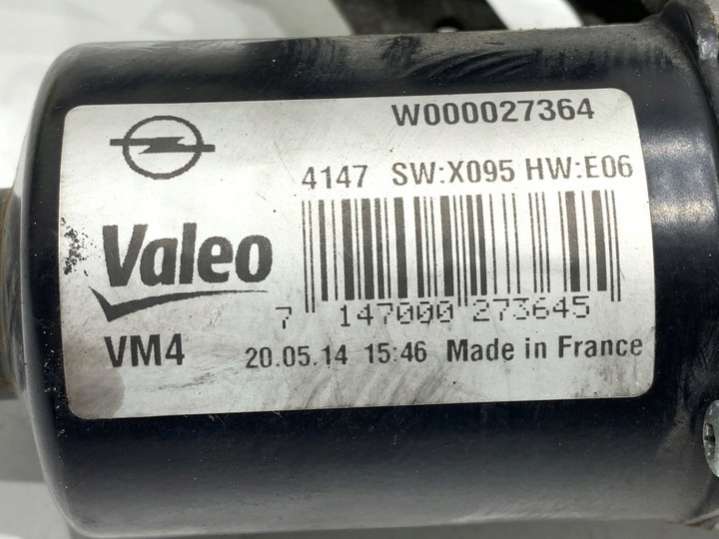 W000027364
4147 SW:X095 HW:E06
Valeo
7 147000 273645
VM4 20.05.14 15:46 Made in France